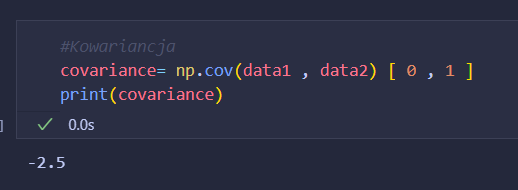 #Kowariancja
covariance= np.cov(data1 , data2) [ 0 , 1 ]
print(covariance)
] ✓ 0.0s
-2.5